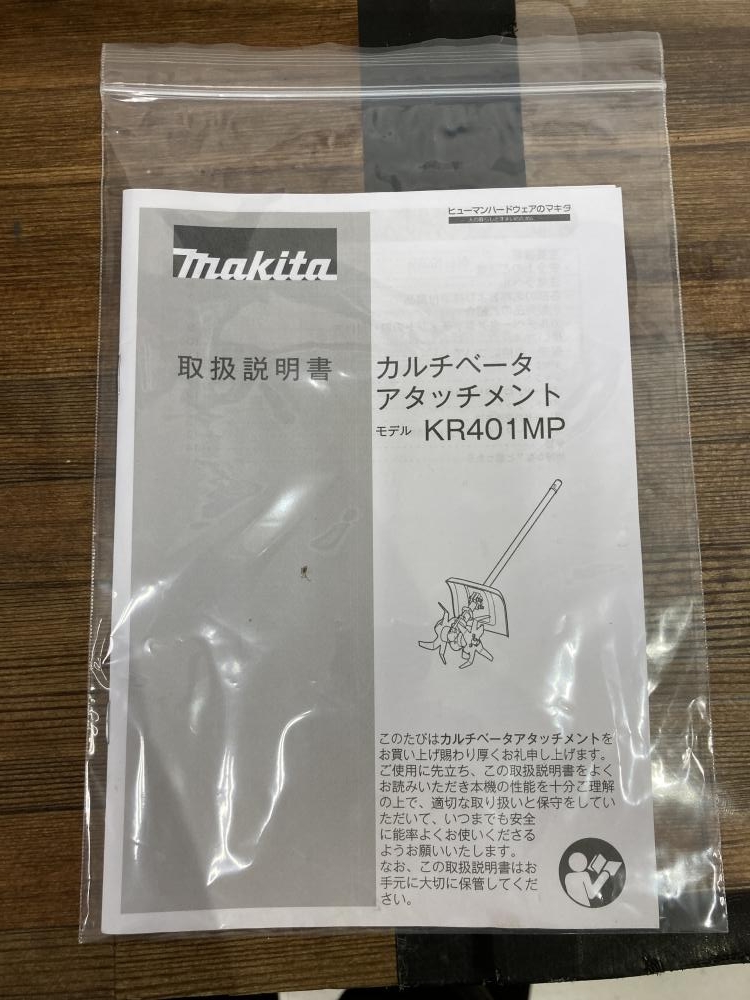 ヒューマンハードウェアのマキタ
makita
取扱説明書
カルチベータ
アタッチメント
モデル KR401MP
このたびはカルチベータアタッチメントを
お買い上げ賜わり厚くお礼申し上げます。
ご使用に先立ち、この取扱説明書をよく
お読みいただき本機の性能を十分ご理解
の上で、適切な取り扱いと保守をしてい
ただいて、いつまでも安全
に能率よくお使いくださる
ようお願いいたします。
なお、この取扱説明書はお
手元に大切に保管してくだ
さい。